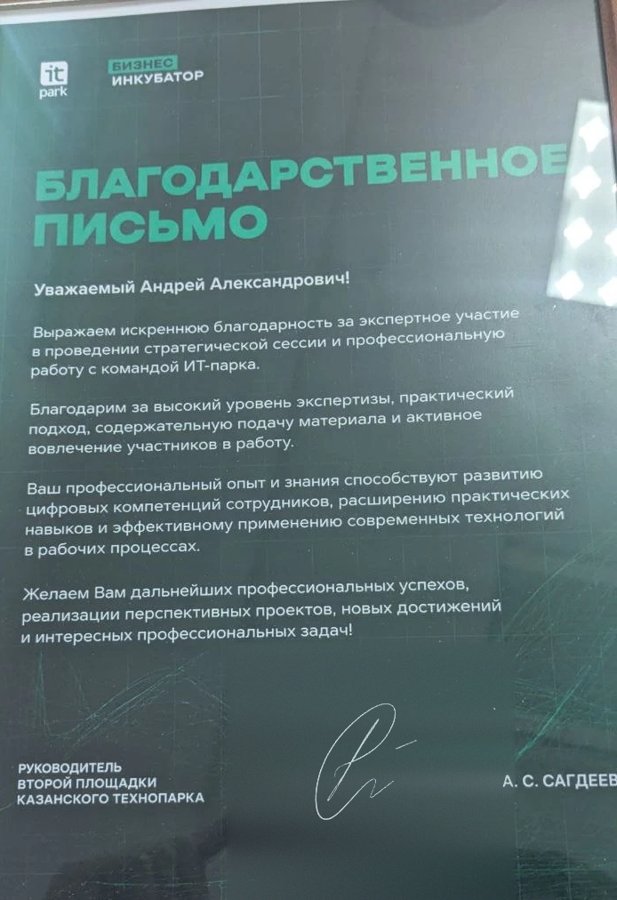 it
park
БИЗНЕС
ИНКУБАТОР
БЛАГОДАРСТВЕННОЕ
ПИСЬМО
Уважаемый Андрей Александрович!
Выражаем искреннюю благодарность за экспертное участие
в проведении стратегической сессии и профессиональную
работу с командой ИТ-парка.
Благодарим за высокий уровень экспертизы, практический
подход, содержательную подачу материала и активное
вовлечение участников в работу.
Ваш профессиональный опыт и знания способствуют развитию
цифровых компетенций сотрудников, расширению практических
навыков и эффективному применению современных технологий
в рабочих процессах.
Желаем Вам дальнейших профессиональных успехов,
реализации перспективных проектов, новых достижений
и интересных профессиональных задач!
РУКОВОДИТЕЛЬ
ВТОРОЙ ПЛОЩАДКИ
КАЗАНСКОГО ТЕХНОПАРКА
А. С. САГДЕЕВ